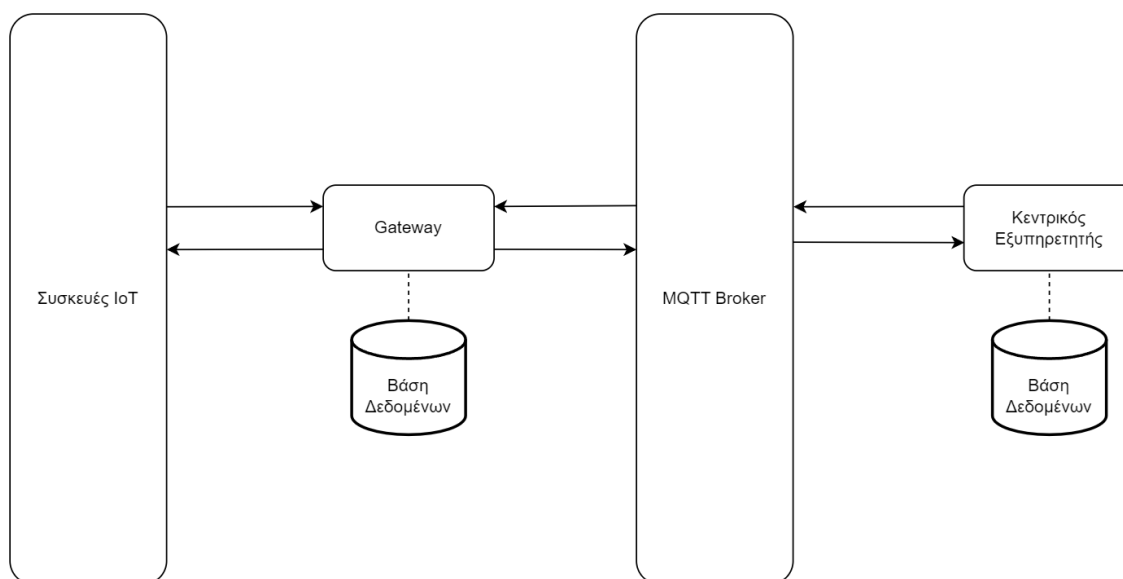 Συσκευές IoT
Gateway
Βάση
Δεδομένων
MQTT Broker
Κεντρικός
Εξυπηρετητής
Βάση
Δεδομένων